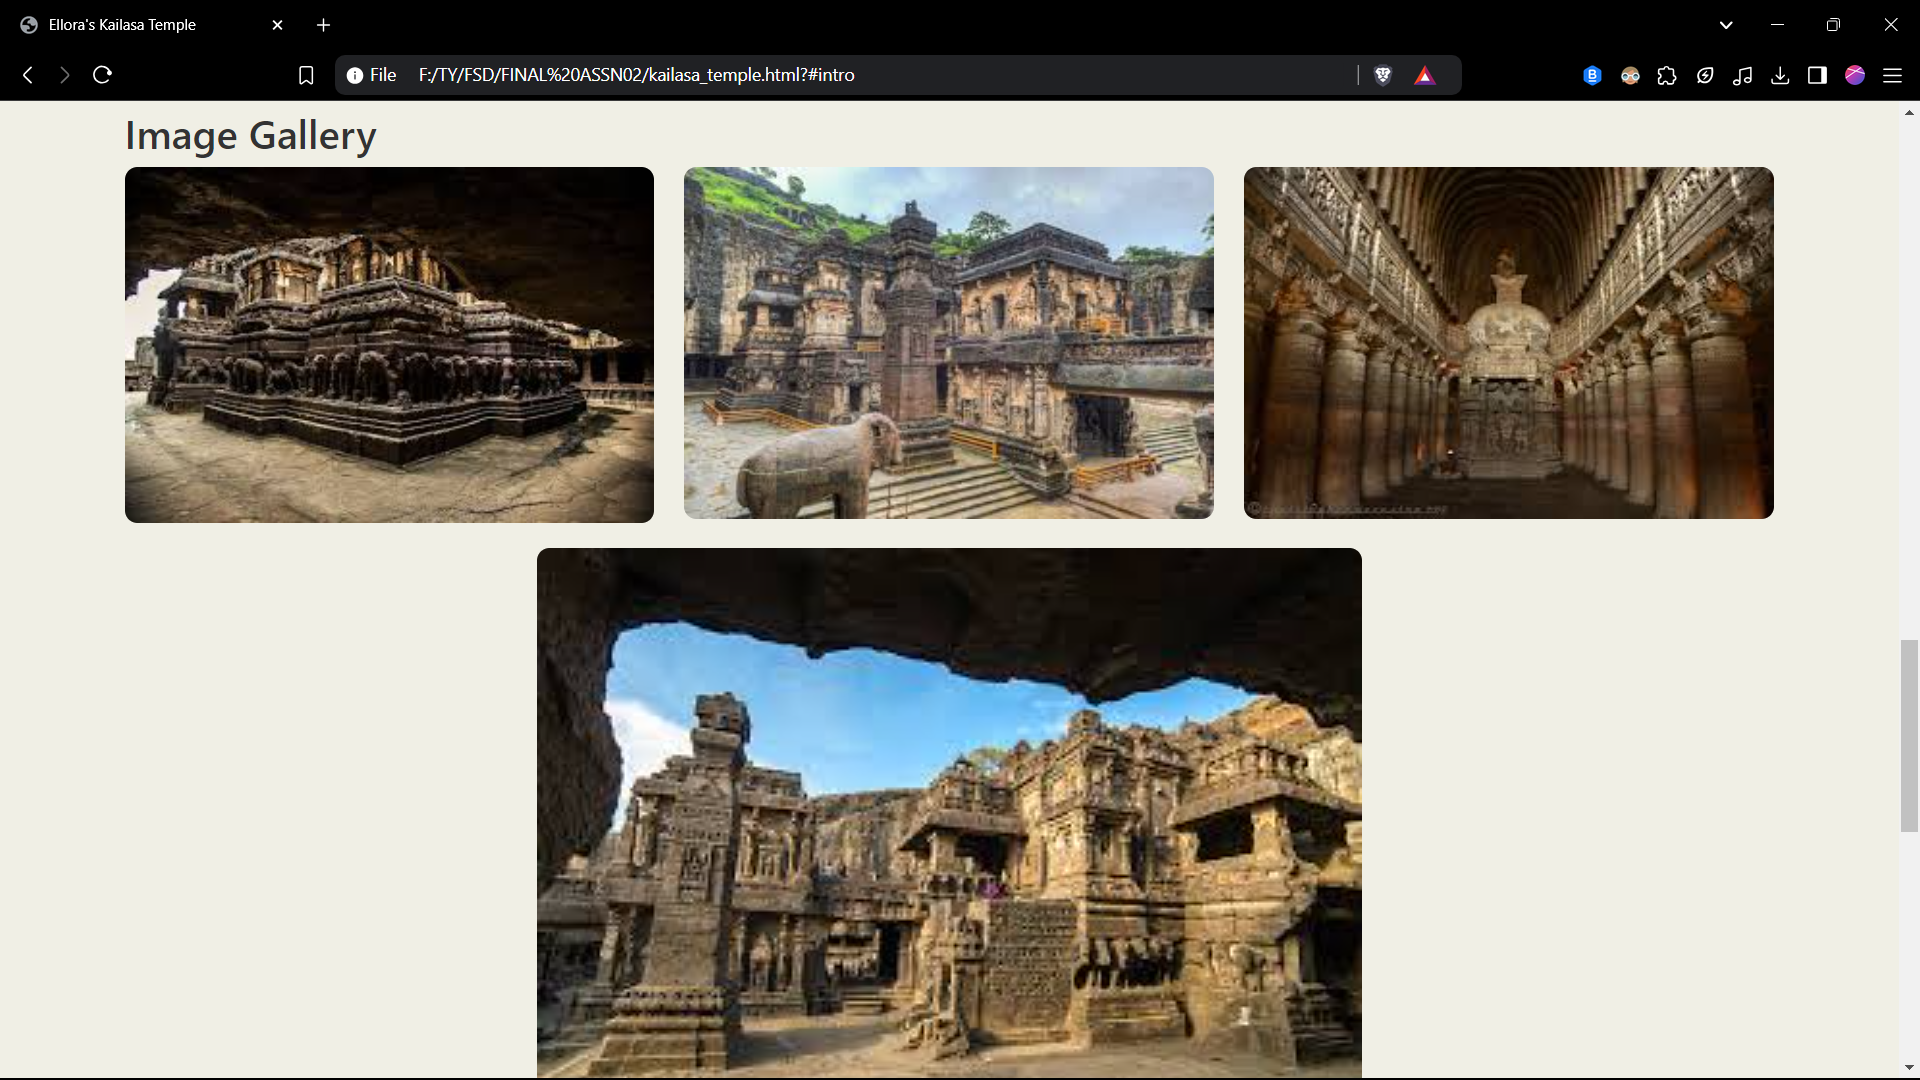 Ellora's Kailasa Temple
File F:/TY/FSD/FINAL%20ASSN02/kailasa_temple.html?#intro
Image Gallery